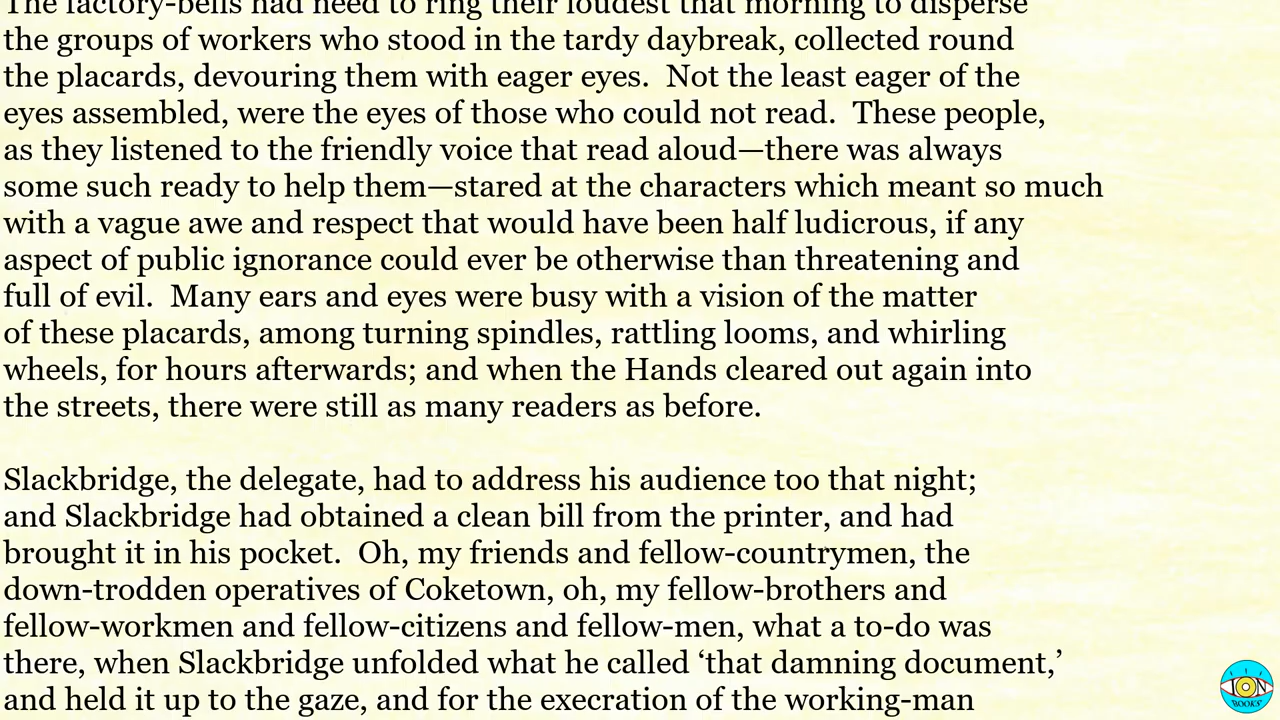 The factory-bells had need to ring their loudest that morning to disperse
the groups of workers who stood in the tardy daybreak, collected round
the placards, devouring them with eager eyes.  Not the least eager of the
eyes assembled, were the eyes of those who could not read.  These people,
as they listened to the friendly voice that read aloud—there was always
some such ready to help them—stared at the characters which meant so much
with a vague awe and respect that would have been half ludicrous, if any
aspect of public ignorance could ever be otherwise than threatening and
full of evil.  Many ears and eyes were busy with a vision of the matter
of these placards, among turning spindles, rattling looms, and whirling
wheels, for hours afterwards; and when the Hands cleared out again into
the streets, there were still as many readers as before.

Slackbridge, the delegate, had to address his audience too that night;
and Slackbridge had obtained a clean bill from the printer, and had
brought it in his pocket.  Oh, my friends and fellow-countrymen, the
down-trodden operatives of Coketown, oh, my fellow-brothers and
fellow-workmen and fellow-citizens and fellow-men, what a to-do was
there, when Slackbridge unfolded what he called ‘that damning document,’
and held it up to the gaze, and for the execration of the working-man
ION
BOOKS